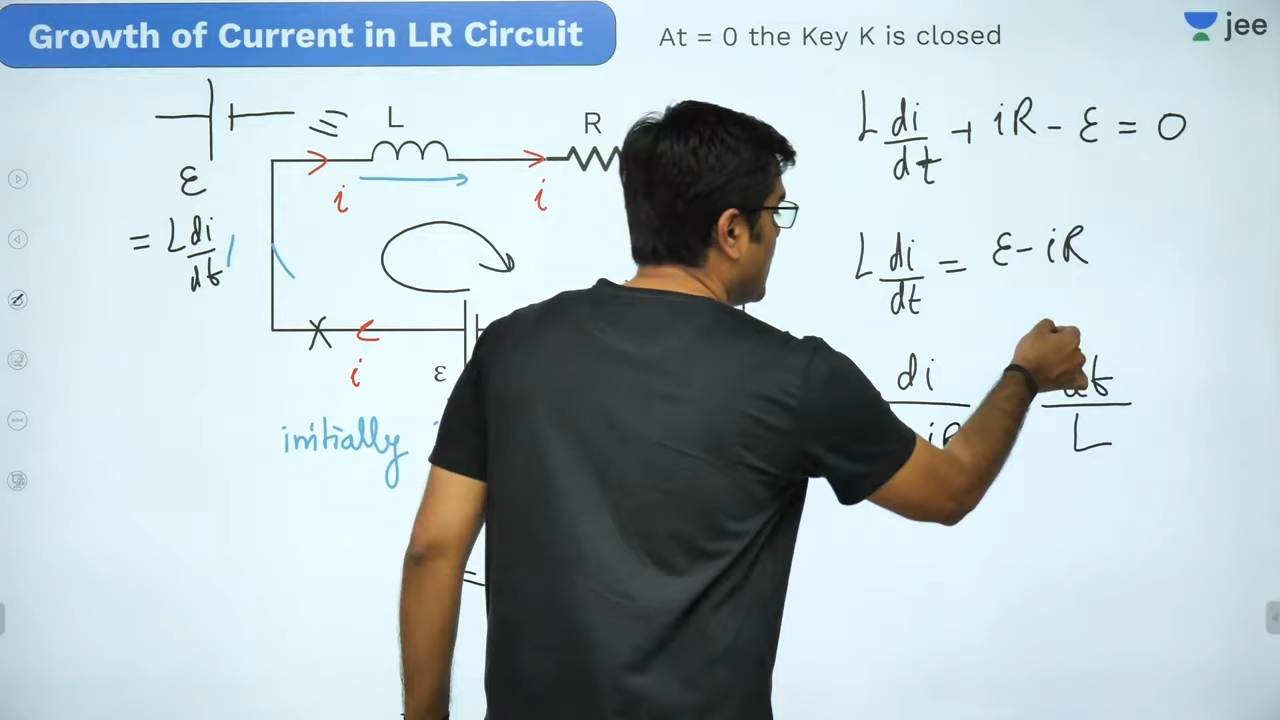 Growth of Current in LR Circuit
At = 0 the Key K is closed
jee
L
R
ε
= L di/dt
i
i
i
ε
initially
L di/dt + iR - ε = 0
L di/dt = ε - iR
di
dt/L